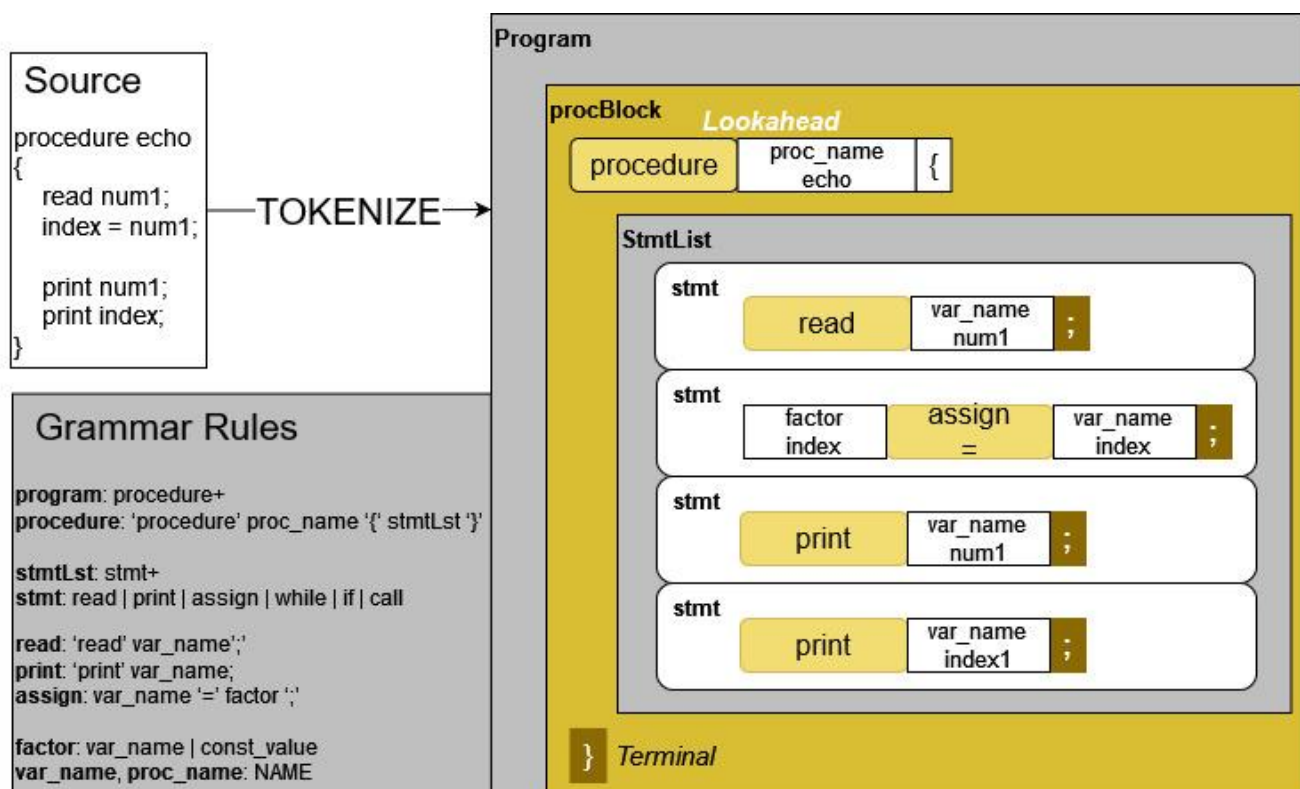 Source
procedure echo
{
read num1;
index = num1;
print num1;
print index;
}
TOKENIZE
Grammar Rules
program: procedure+
procedure: ‘procedure’ proc_name ‘{‘ stmtLst ‘}’
stmtLst: stmt+
stmt: read | print | assign | while | if | call
read: ‘read’ var_name’;’
print: ‘print’ var_name;
assign: var_name ‘=’ factor ‘;’
factor: var_name | const_value
var_name, proc_name: NAME
Program
procBlock
Lookahead
procedure
proc_name
echo
{
StmtList
stmt
read
var_name
num1
;
stmt
factor
index
assign
=
var_name
index
;
stmt
print
var_name
num1
;
stmt
print
var_name
index1
;
}
Terminal